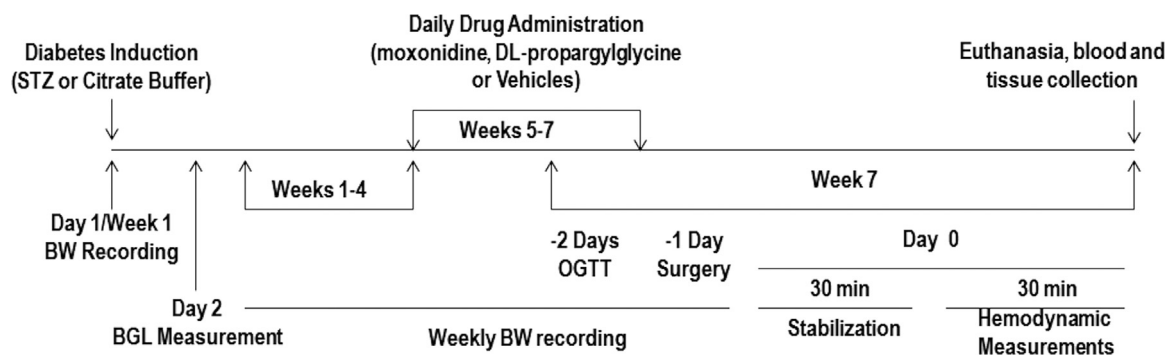 Diabetes Induction
(STZ or Citrate Buffer)
Daily Drug Administration
(moxonidine, DL-propargylglycine
or Vehicles)
Euthanasia, blood and
tissue collection
Weeks 5-7
Weeks 1-4
Week 7
Day 1/Week 1
BW Recording
-2 Days
OGTT
-1 Day
Surgery
Day 0
Day 2
BGL Measurement
Weekly BW recording
30 min
Stabilization
30 min
Hemodynamic
Measurements